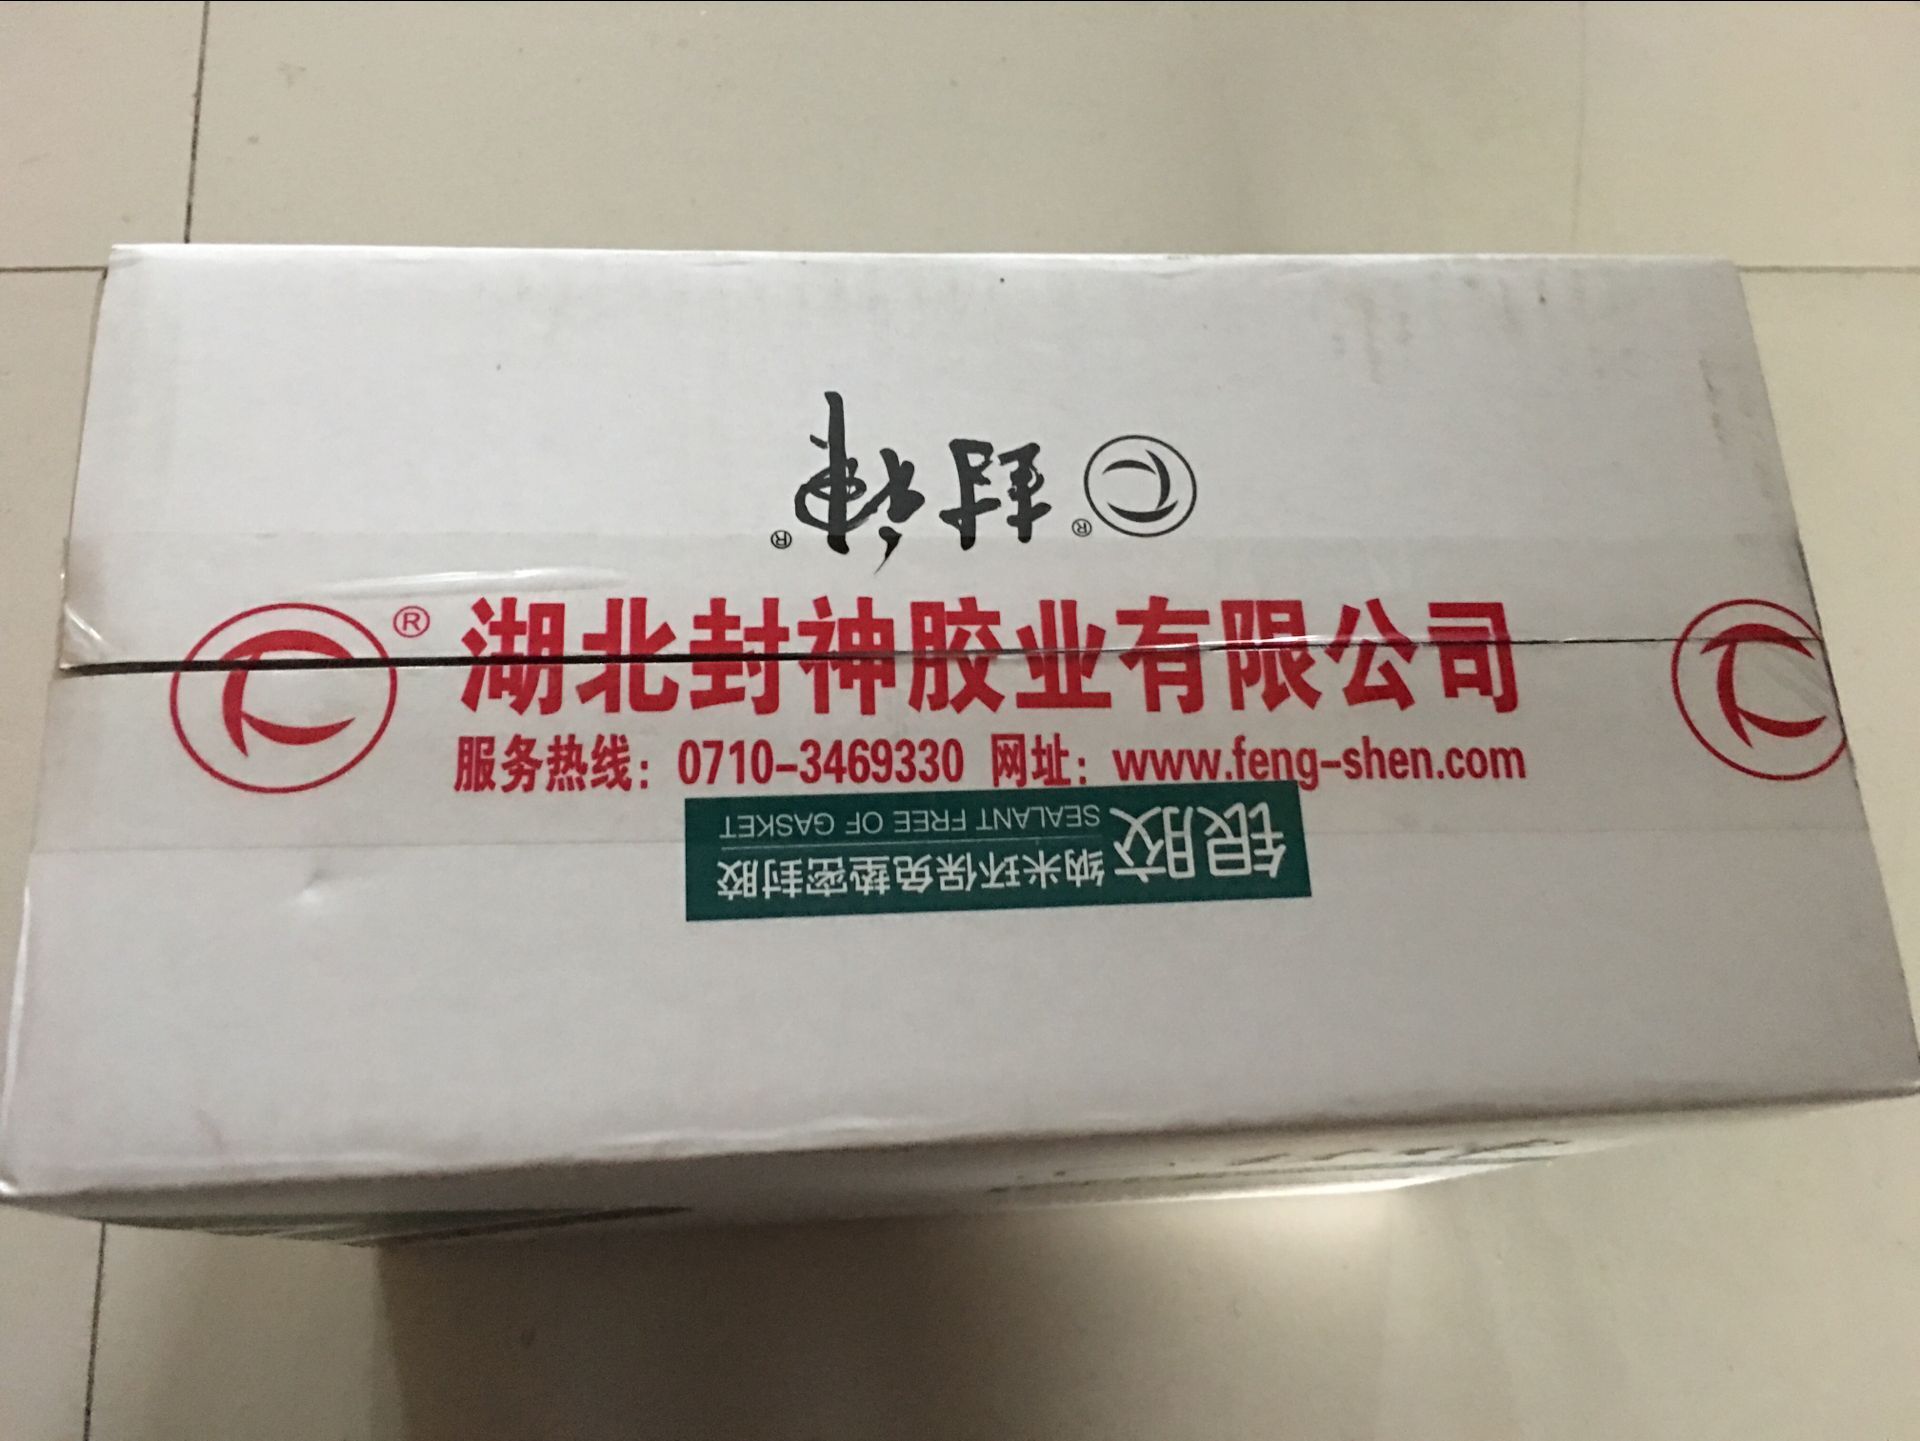 封神®
®
® 湖北封神胶业有限公司
服务热线：0710-3469330 网址：www.feng-shen.com
银胶
纳米环保免垫密封胶
SEALANT FREE OF GASKET